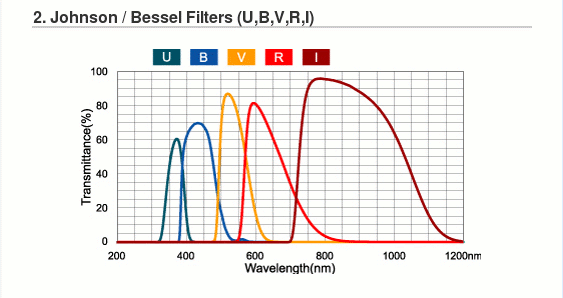 2. Johnson / Bessel Filters (U,B,V,R,I)
U B V R I
Transmittance(%)
100
80
60
40
20
0
200 400 600 800 1000 1200nm
Wavelength(nm)